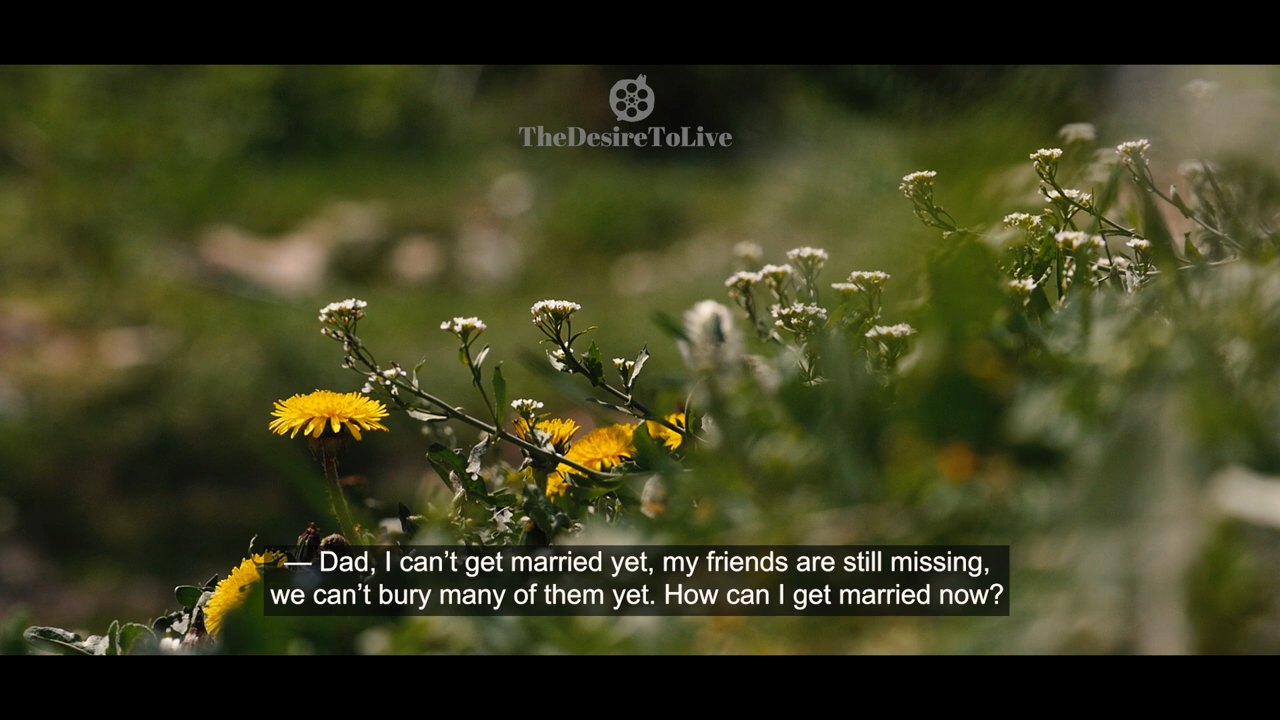 TheDesireToLive
— Dad, I can’t get married yet, my friends are still missing,
we can’t bury many of them yet. How can I get married now?